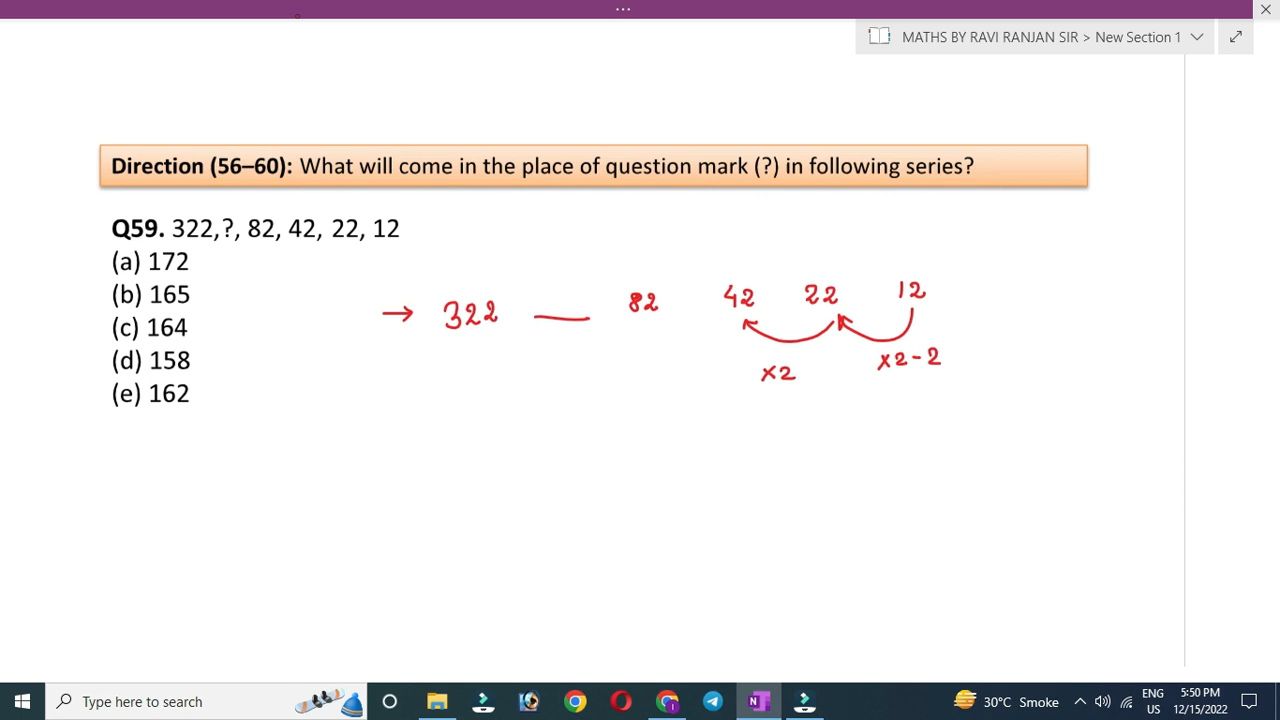 MATHS BY RAVI RANJAN SIR > New Section 1
Direction (56–60): What will come in the place of question mark (?) in following series?
Q59. 322,?, 82, 42, 22, 12
(a) 172
(b) 165
(c) 164
(d) 158
(e) 162
→ 322 __ 82 42 22 12
×2 ×2-2
Type here to search
30°C Smoke
ENG
US
5:50 PM
12/15/2022